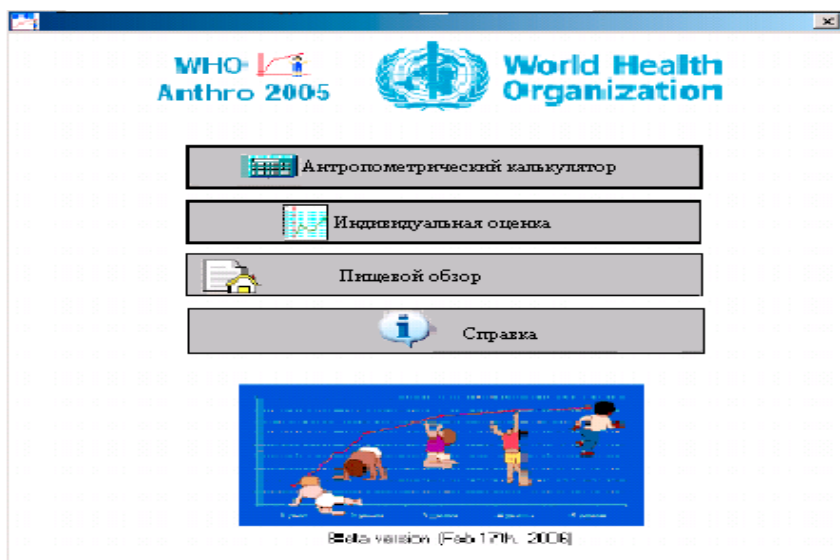 WHO
Anthro 2005
World Health
Organization
Антропометрический калькулятор
Индивидуальная оценка
Пищевой обзор
Справка
Beta version (Feb 17th, 2006)